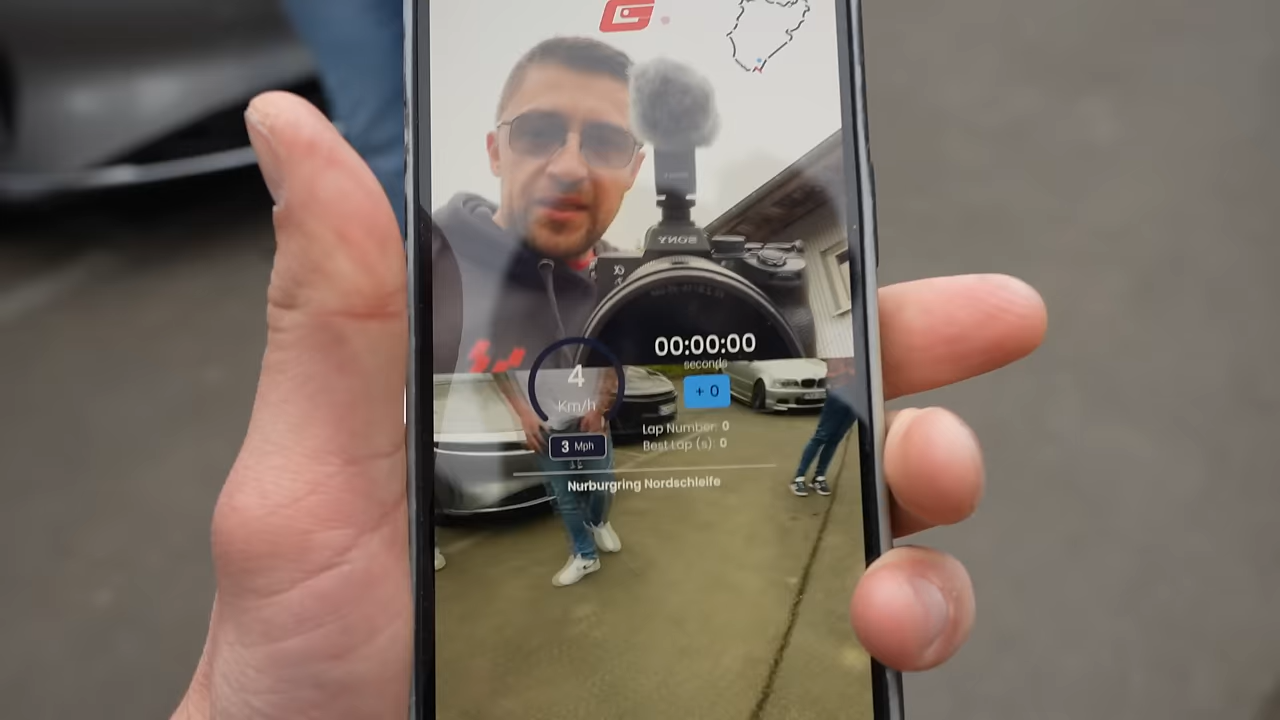 SONY
00:00:00
seconds
4
Km/h
+ 0
3 Mph
Lap Number: 0
Best Lap (s): 0
Nurburgring Nordschleife